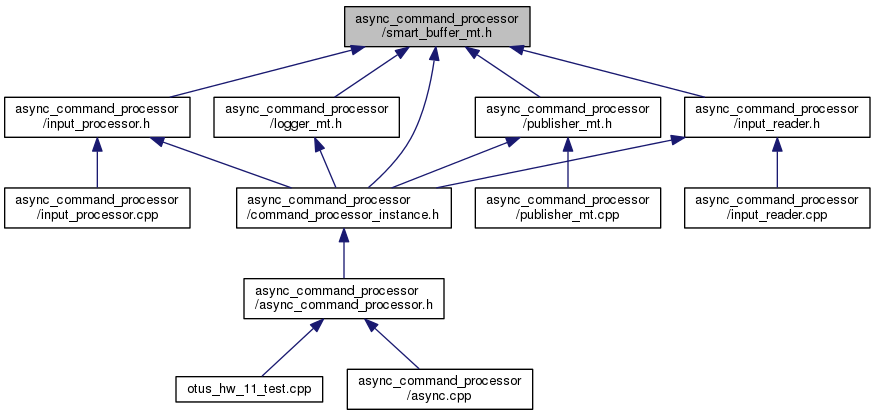 async_command_processor
/smart_buffer_mt.h
async_command_processor
/input_processor.h
async_command_processor
/logger_mt.h
async_command_processor
/publisher_mt.h
async_command_processor
/input_reader.h
async_command_processor
/input_processor.cpp
async_command_processor
/command_processor_instance.h
async_command_processor
/publisher_mt.cpp
async_command_processor
/input_reader.cpp
async_command_processor
/async_command_processor.h
otus_hw_11_test.cpp
async_command_processor
/async.cpp